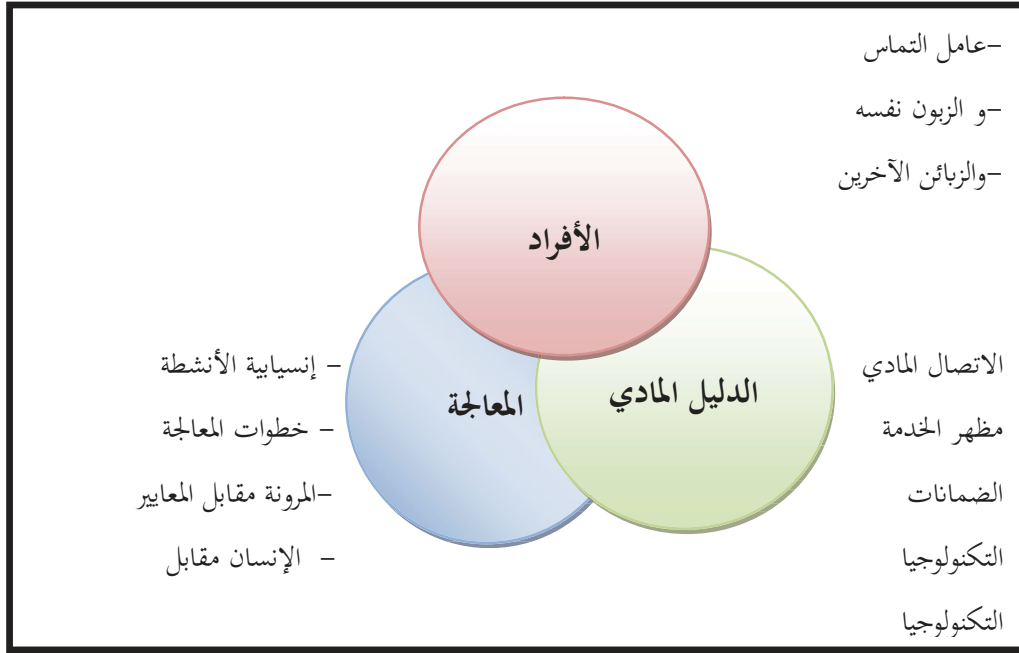 –عامل التماس
–و الزبون نفسه
–والزبائن الآخرين
الأفراد
الدليل المادي
المعالجة
الاتصال المادي
مظهر الخدمة
الضمانات
التكنولوجيا
التكنولوجيا
– إنسيابية الأنشطة
– خطوات المعالجة
–المرونة مقابل المعايير
– الإنسان مقابل